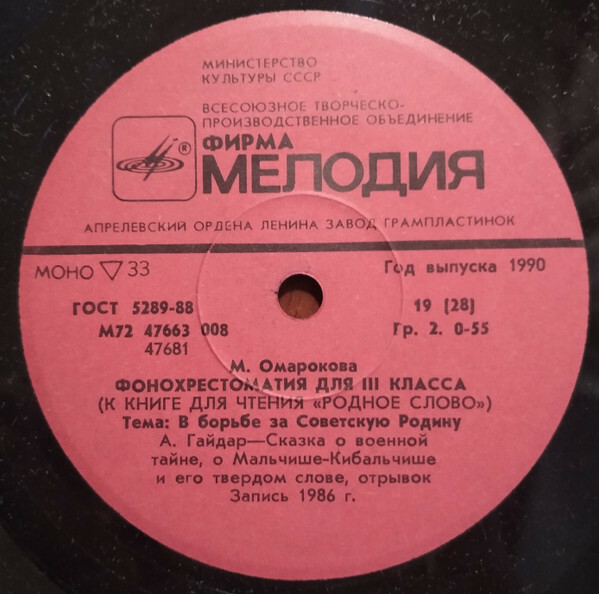 МИНИСТЕРСТВО
КУЛЬТУРЫ СССР
ВСЕСОЮЗНОЕ ТВОРЧЕСКО-
ПРОИЗВОДСТВЕННОЕ ОБЪЕДИНЕНИЕ
ФИРМА
® МЕЛОДИЯ
АПРЕЛЕВСКИЙ ОРДЕНА ЛЕНИНА ЗАВОД ГРАМПЛАСТИНОК
МОНО ▽ 33 Год выпуска 1990
ГОСТ 5289-88 19 (28)
М72 47663 008 Гр. 2. 0-55
47681
М. Омарокова
ФОНОХРЕСТОМАТИЯ ДЛЯ III КЛАССА
(К КНИГЕ ДЛЯ ЧТЕНИЯ «РОДНОЕ СЛОВО»)
Тема: В борьбе за Советскую Родину
А. Гайдар—Сказка о военной
тайне, о Мальчише-Кибальчише
и его твердом слове, отрывок
Запись 1986 г.